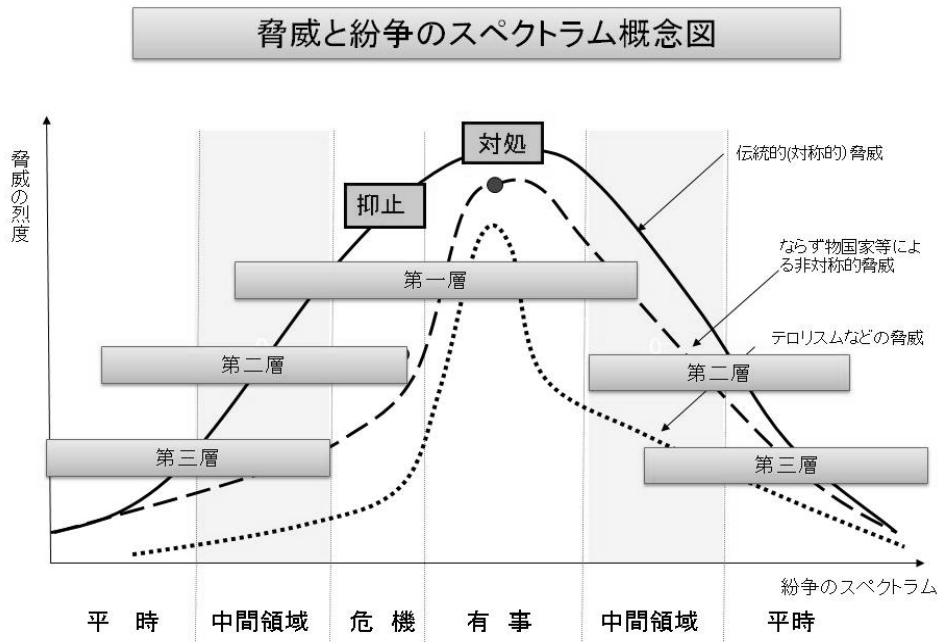 脅威と紛争のスペクトラム概念図
脅威の烈度
対処
抑止
伝統的(対称的)脅威
ならず物国家等によ
る非対称的脅威
テロリスムなどの脅威
第一層
第二層
第二層
第三層
第三層
紛争のスペクトラム
平 時
中間領域
危 機
有 事
中間領域
平時